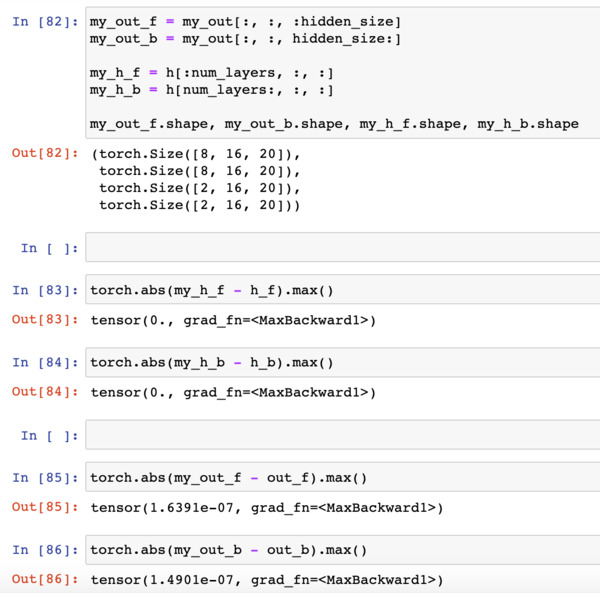 In [82]: my_out_f = my_out[:, :, :hidden_size]
my_out_b = my_out[:, :, hidden_size:]
my_h_f = h[:num_layers, :, :]
my_h_b = h[num_layers:, :, :]
my_out_f.shape, my_out_b.shape, my_h_f.shape, my_h_b.shape
Out[82]: (torch.Size([8, 16, 20]),
torch.Size([8, 16, 20]),
torch.Size([2, 16, 20]),
torch.Size([2, 16, 20]))
In [ ]:
In [83]: torch.abs(my_h_f - h_f).max()
Out[83]: tensor(0., grad_fn=<MaxBackward1>)
In [84]: torch.abs(my_h_b - h_b).max()
Out[84]: tensor(0., grad_fn=<MaxBackward1>)
In [ ]:
In [85]: torch.abs(my_out_f - out_f).max()
Out[85]: tensor(1.6391e-07, grad_fn=<MaxBackward1>)
In [86]: torch.abs(my_out_b - out_b).max()
Out[86]: tensor(1.4901e-07, grad_fn=<MaxBackward1>)